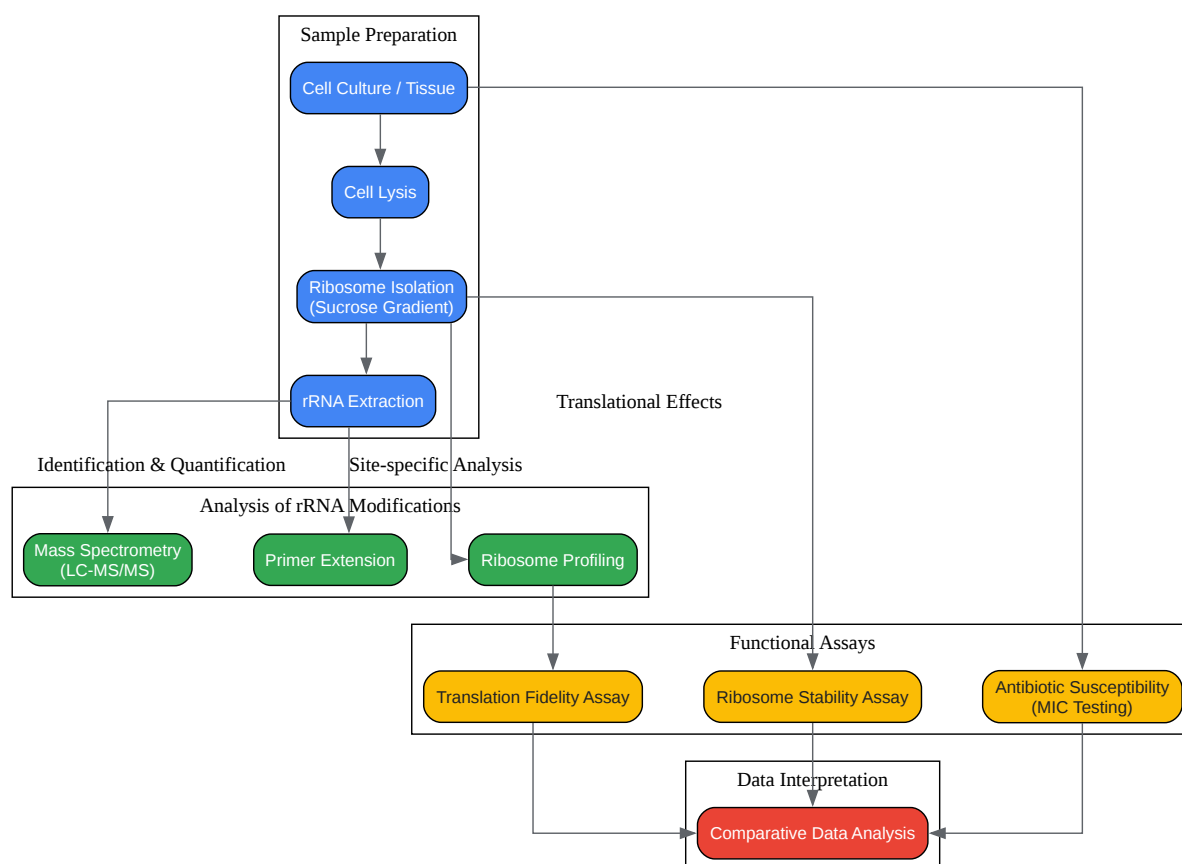 Sample Preparation
Cell Culture / Tissue
Cell Lysis
Ribosome Isolation
(Sucrose Gradient)
rRNA Extraction
Translational Effects
Identification & Quantification
Site-specific Analysis
Analysis of rRNA Modifications
Mass Spectrometry
(LC-MS/MS)
Primer Extension
Ribosome Profiling
Functional Assays
Translation Fidelity Assay
Ribosome Stability Assay
Antibiotic Susceptibility
(MIC Testing)
Data Interpretation
Comparative Data Analysis